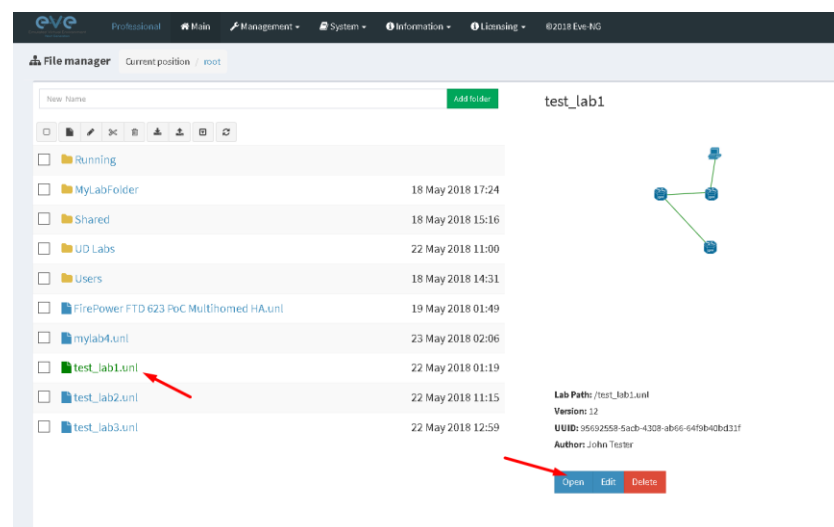 eve
Professional Main Management System Information Licensing ©2018 Eve-NG
File manager Current position / root
New Name Add folder
Running
MyLabFolder 18 May 2018 17:24
Shared 18 May 2018 15:16
UD Labs 22 May 2018 11:00
Users 18 May 2018 14:31
FirePower FTD 623 PoC Multihomed HA.unl 19 May 2018 01:49
mylab4.unl 23 May 2018 02:06
test_lab1.unl 22 May 2018 01:19
test_lab2.unl 22 May 2018 11:15
test_lab3.unl 22 May 2018 12:59
test_lab1
Lab Path: /test_lab1.unl
Version: 12
UUID: 95692558-5acb-4308-ab66-64f9b40bd31f
Author: John Tester
Open Edit Delete